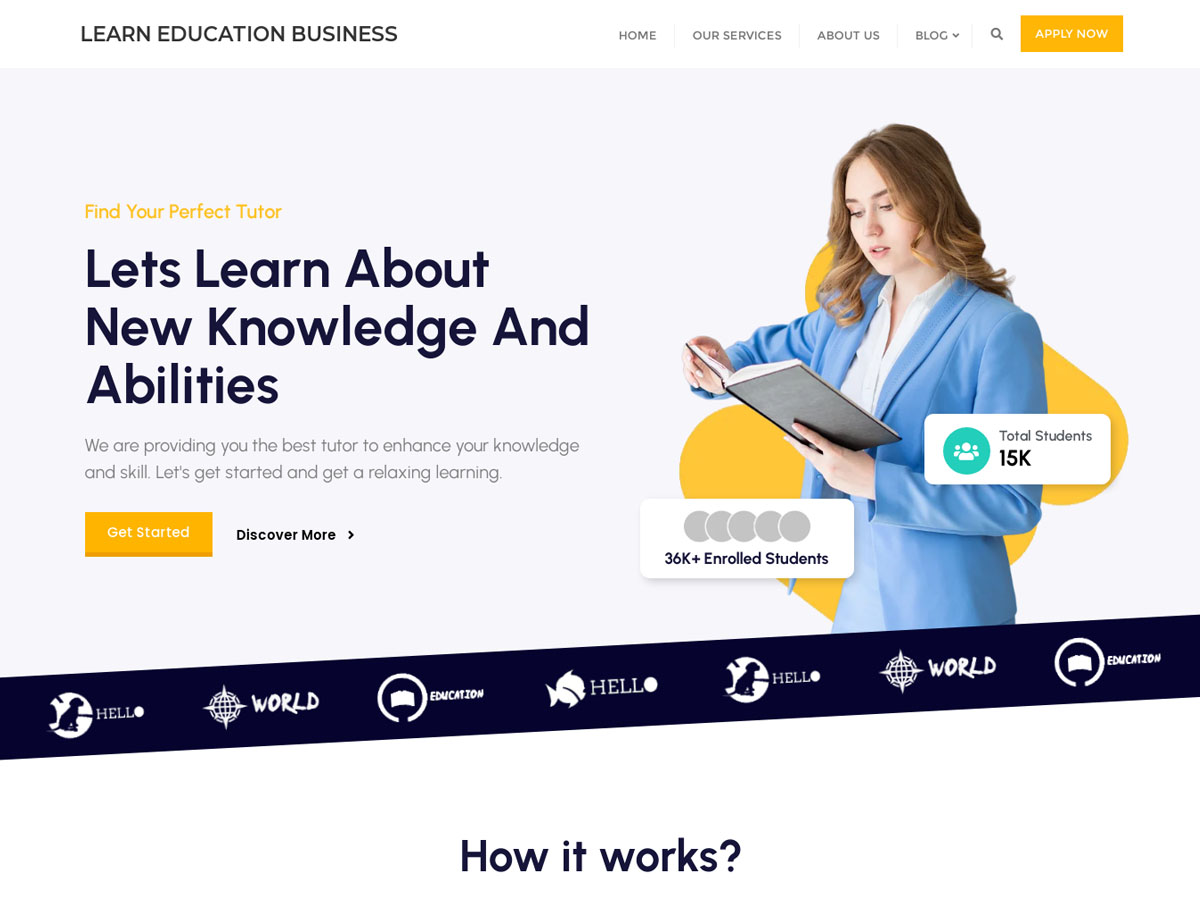 LEARN EDUCATION BUSINESS
HOME
OUR SERVICES
ABOUT US
BLOG
APPLY NOW
Find Your Perfect Tutor
Lets Learn About
New Knowledge And
Abilities
We are providing you the best tutor to enhance your knowledge
and skill. Let's get started and get a relaxing learning.
Get Started
Discover More
Total Students
15K
36K+ Enrolled Students
HELLO
WORLD
EDUCATION
HELLO
HELLO
WORLD
EDUCATION
How it works?